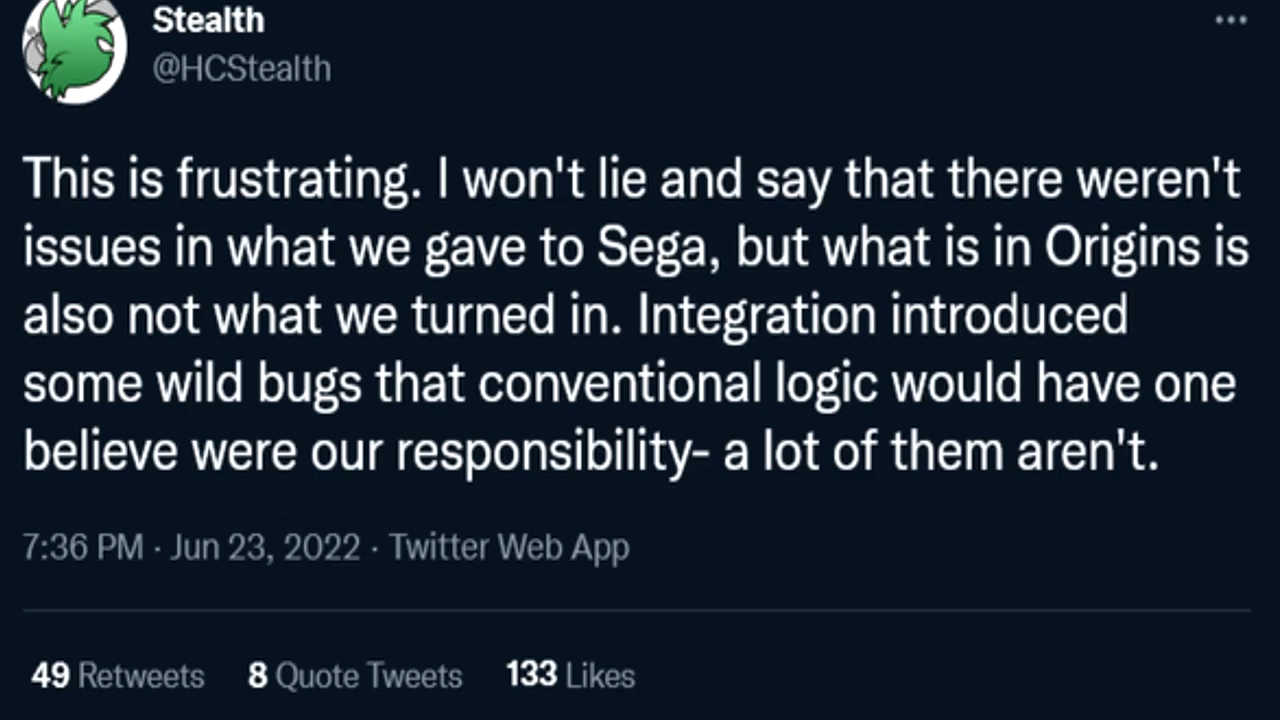 Stealth
@HCStealth
This is frustrating. I won't lie and say that there weren't
issues in what we gave to Sega, but what is in Origins is
also not what we turned in. Integration introduced
some wild bugs that conventional logic would have one
believe were our responsibility- a lot of them aren't.
7:36 PM · Jun 23, 2022 · Twitter Web App
49 Retweets 8 Quote Tweets 133 Likes